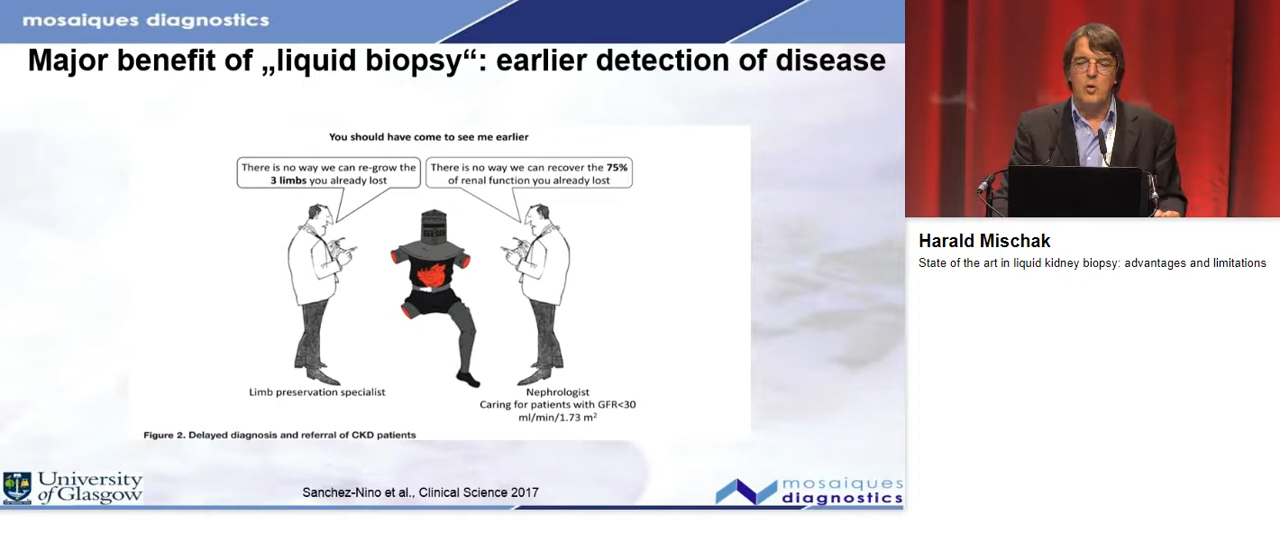 mosaiques diagnostics
Major benefit of „liquid biopsy“: earlier detection of disease
You should have come to see me earlier
There is no way we can re-grow the
3 limbs you already lost
There is no way we can recover the 75%
of renal function you already lost
Limb preservation specialist
Nephrologist
Caring for patients with GFR<30
ml/min/1.73 m²
Figure 2. Delayed diagnosis and referral of CKD patients
University
of Glasgow
Sanchez-Nino et al., Clinical Science 2017
mosaiques
diagnostics
Harald Mischak
State of the art in liquid kidney biopsy: advantages and limitations